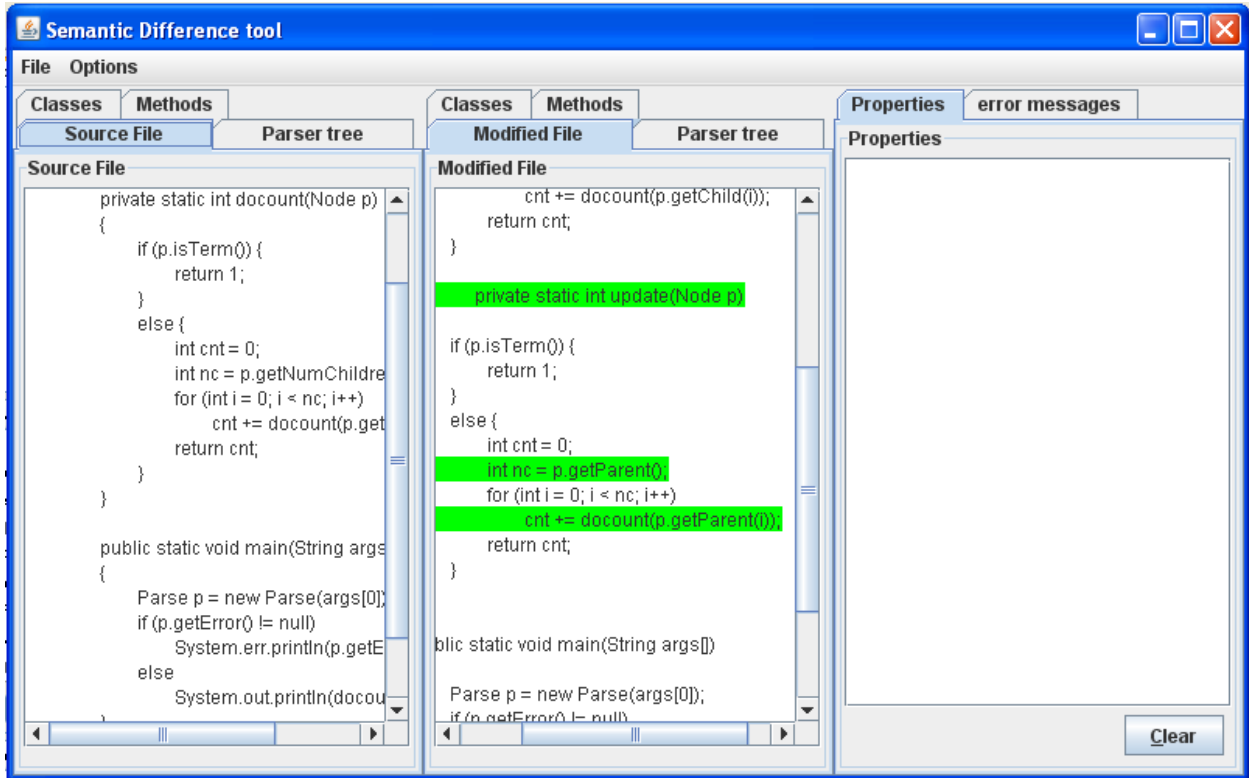 Semantic Difference tool
File Options
Classes Methods
Source File Parser tree
Source File
private static int docount(Node p)
{
if (p.isTerm()) {
return 1;
}
else {
int cnt = 0;
int nc = p.getNumChildre
for (int i = 0; i < nc; i++)
cnt += docount(p.get
return cnt;
}
}
public static void main(String args
{
Parse p = new Parse(args[0])
if (p.getError() != null)
System.err.println(p.getE
else
System.out.println(docou
Classes Methods
Modified File Parser tree
Modified File
cnt += docount(p.getChild(i));
return cnt;
}
private static int update(Node p)
if (p.isTerm()) {
return 1;
}
else {
int cnt = 0;
int nc = p.getParent();
for (int i = 0; i < nc; i++)
cnt += docount(p.getParent(i));
return cnt;
}
blic static void main(String args[])
Parse p = new Parse(args[0]);
if (p.getError() != null)
Properties error messages
Properties
Clear